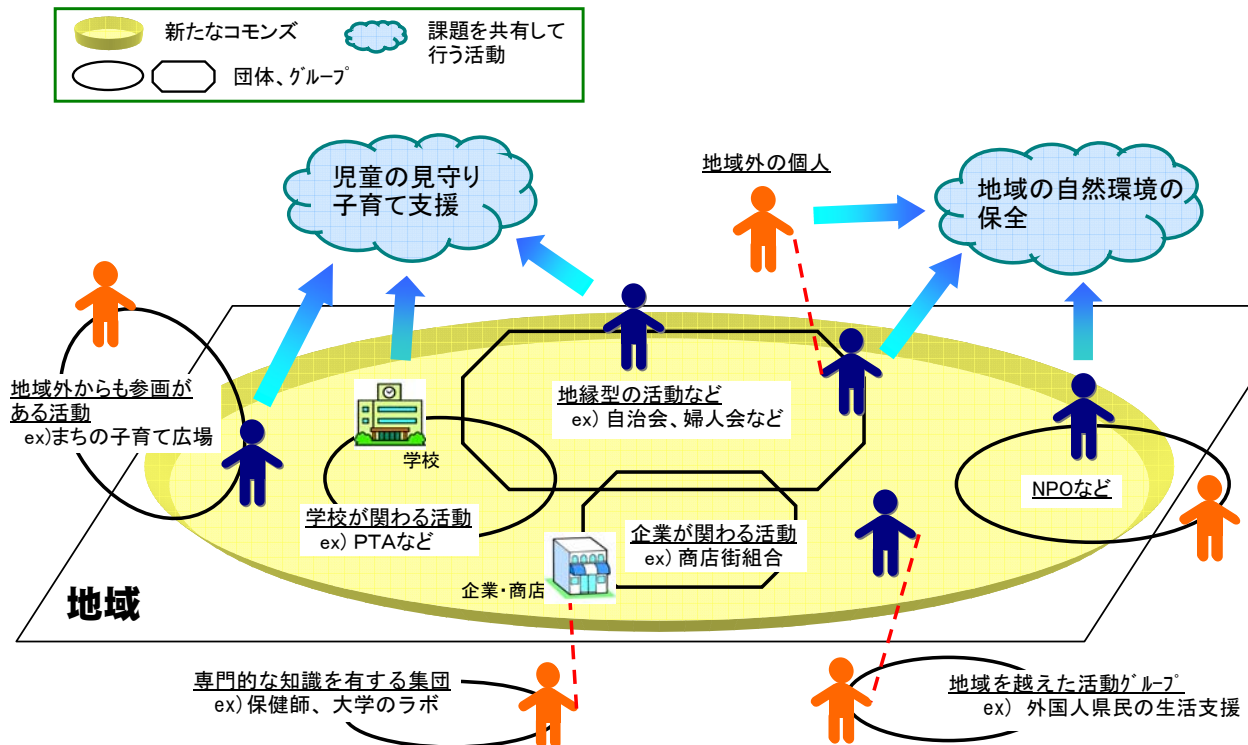 新たなコモンズ
課題を共有して
行う活動
団体、グループ
児童の見守り
子育て支援
地域外の個人
地域の自然環境の
保全
地域外からも参画が
ある活動
ex)まちの子育て広場
地縁型の活動など
ex) 自治会、婦人会など
学校
学校が関わる活動
ex) PTAなど
企業が関わる活動
ex) 商店街組合
NPOなど
企業・商店
地域
専門的な知識を有する集団
ex) 保健師、大学のラボ
地域を越えた活動グループ
ex) 外国人県民の生活支援